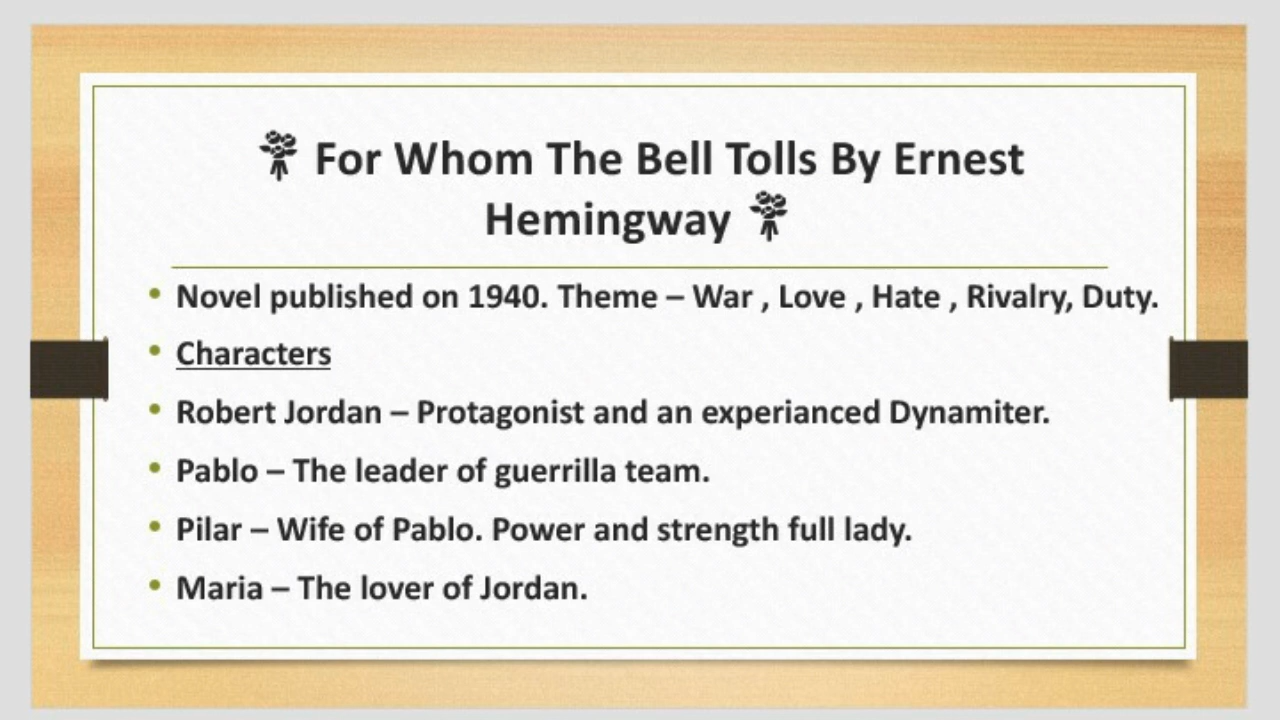 For Whom The Bell Tolls By Ernest
Hemingway
Novel published on 1940. Theme – War , Love , Hate , Rivalry, Duty.
Characters
Robert Jordan – Protagonist and an experianced Dynamiter.
Pablo – The leader of guerrilla team.
Pilar – Wife of Pablo. Power and strength full lady.
Maria – The lover of Jordan.